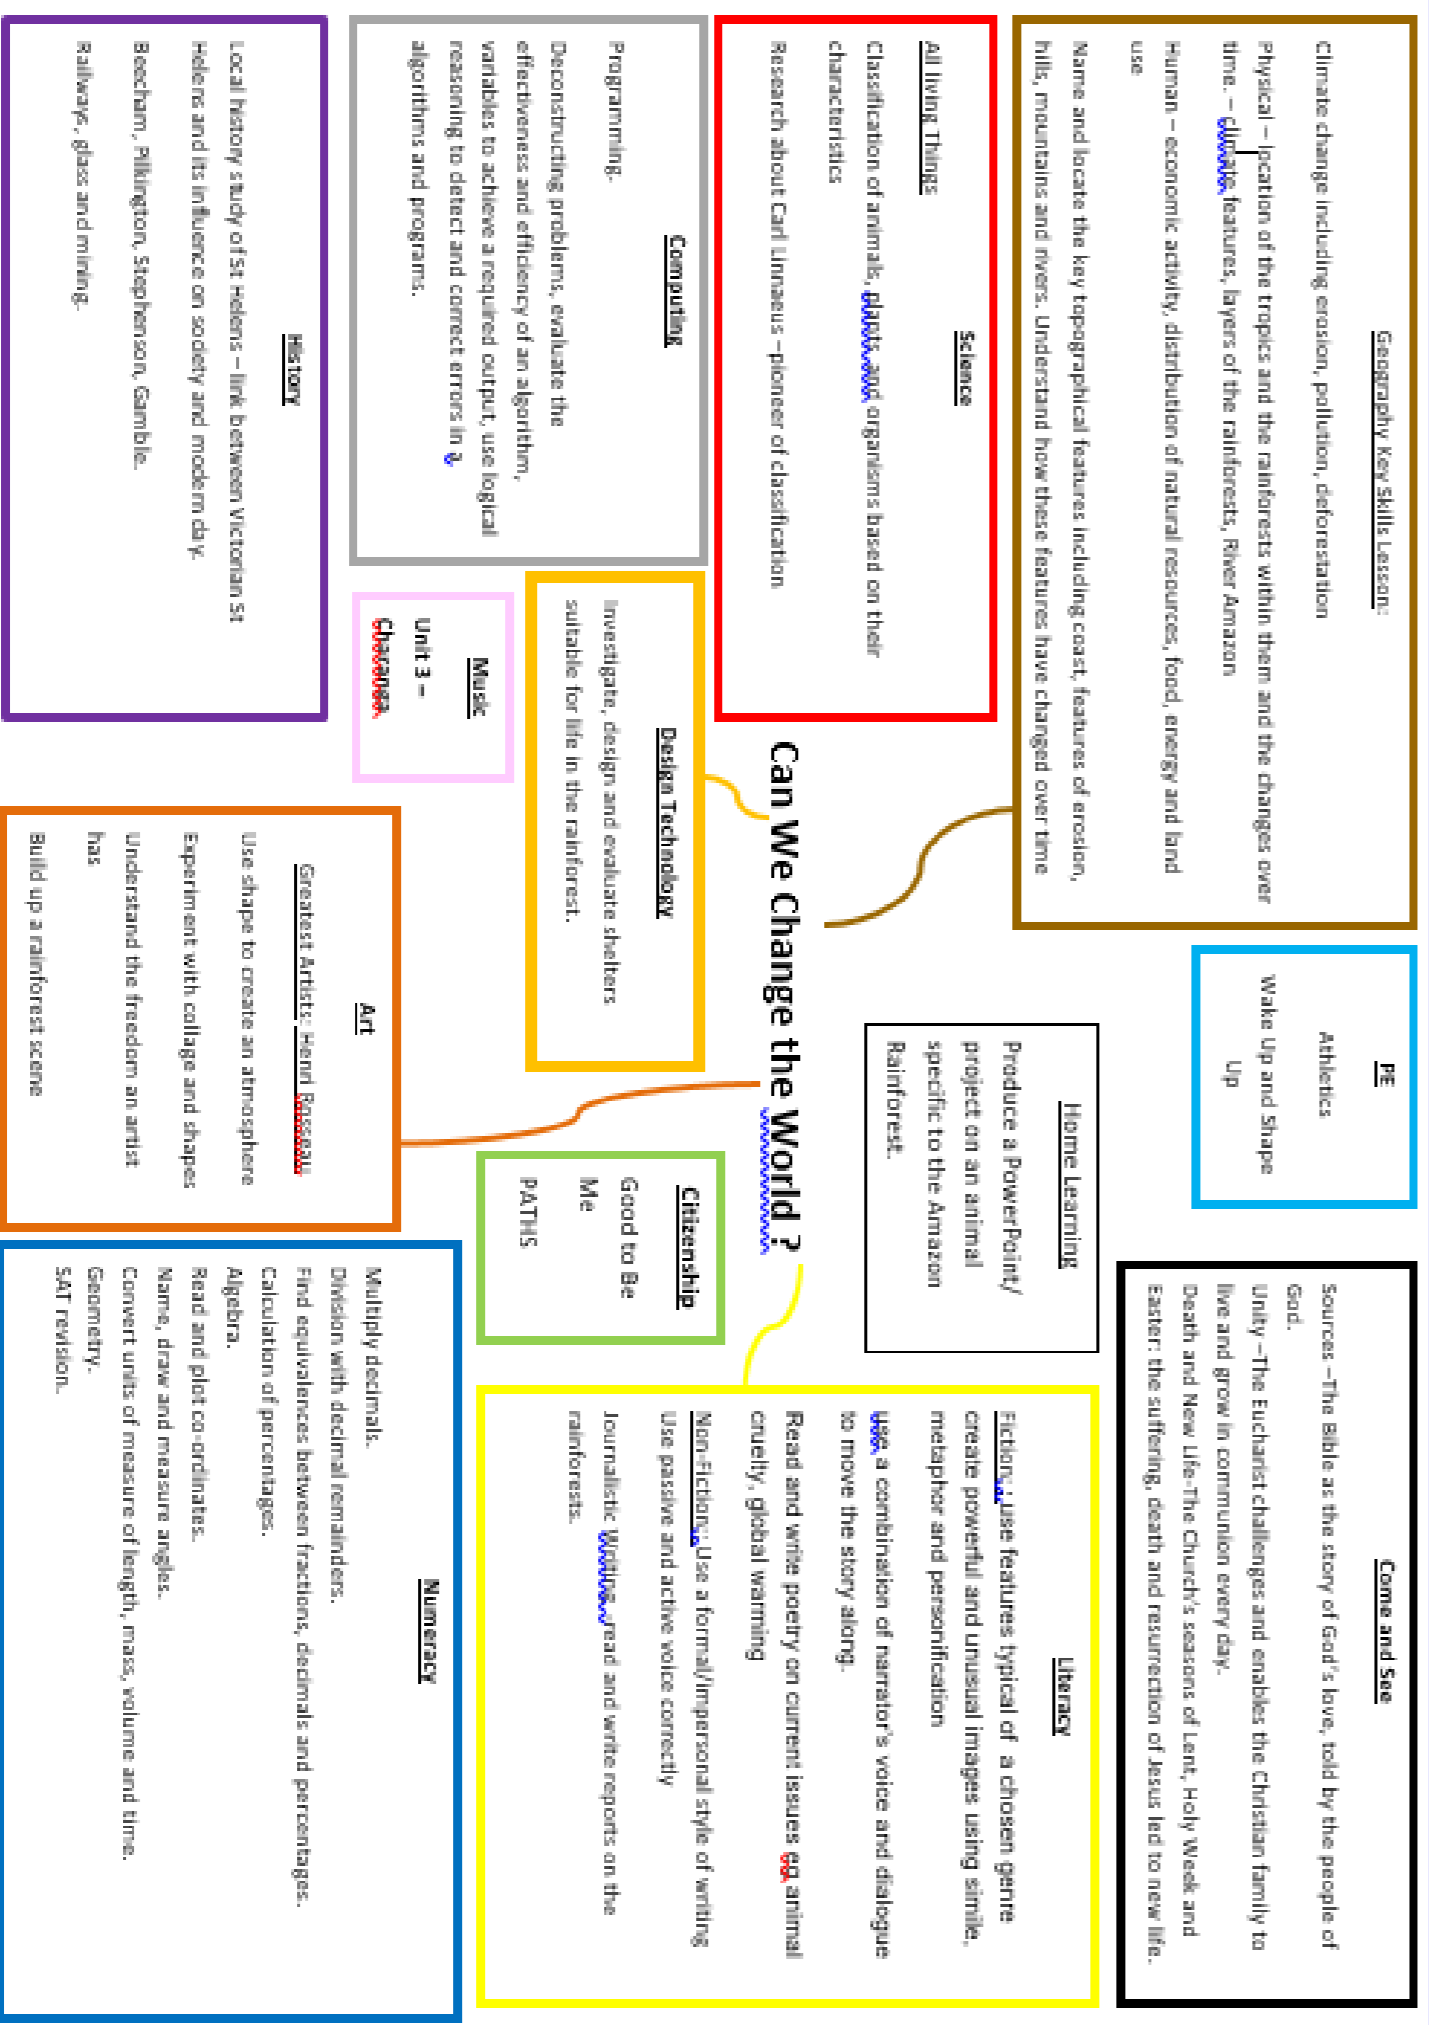 Geography Key Skills Lesson:
Climate change including erosion, pollution, deforestation
Physical – location of the tropics and the rainforests within them and the changes over
time. – climate features, layers of the rainforests, River Amazon
Human – economic activity, distribution of natural resources, food, energy and land
use
Name and locate the key topographical features including coast, features of erosion,
hills, mountains and rivers. Understand how these features have changed over time
PE
Athletics
Wake Up and Shape
Up
Come and See
Sources –The Bible as the story of God's love, told by the people of
God.
Unity –The Eucharist challenges and enables the Christian family to
live and grow in communion every day.
Death and New Life-The Church's seasons of Lent, Holy Week and
Easter: the suffering, death and resurrection of Jesus led to new life.
Science
All living Things
Classification of animals, plants and organisms based on their
characteristics
Research about Carl Linnaeus –pioneer of classification
Home Learning
Produce a PowerPoint/
project on an animal
specific to the Amazon
Rainforest.
Literacy
Fiction: use features typical of a chosen genre
create powerful and unusual images using simile,
metaphor and personification
use a combination of narrator's voice and dialogue
to move the story along.
Read and write poetry on current issues eg animal
cruelty, global warming
Non-Fiction: Use a formal/impersonal style of writing
Use passive and active voice correctly
Journalistic Writing -read and write reports on the
rainforests.
Can We Change the World ?
Computing
Programming.
Deconstructing problems, evaluate the
effectiveness and efficiency of an algorithm,
variables to achieve a required output, use logical
reasoning to detect and correct errors in a
algorithms and programs.
Design Technology
Investigate, design and evaluate shelters
suitable for life in the rainforest.
Citizenship
Good to Be
Me
PATHS
Music
Unit 3 –
Charanga
History
Local history study of St Helens – link between Victorian St
Helens and its influence on society and modern day.
Beecham, Pilkington, Stephenson, Gamble.
Railways, glass and mining.
Art
Greatest Artists: Henri Rosseau
Use shape to create an atmosphere
Experiment with collage and shapes
Understand the freedom an artist
has
Build up a rainforest scene
Numeracy
Multiply decimals.
Division with decimal remainders.
Find equivalences between fractions, decimals and percentages.
Calculation of percentages.
Algebra.
Read and plot co-ordinates.
Name, draw and measure angles.
Convert units of measure of length, mass, volume and time.
Geometry.
SAT revision.